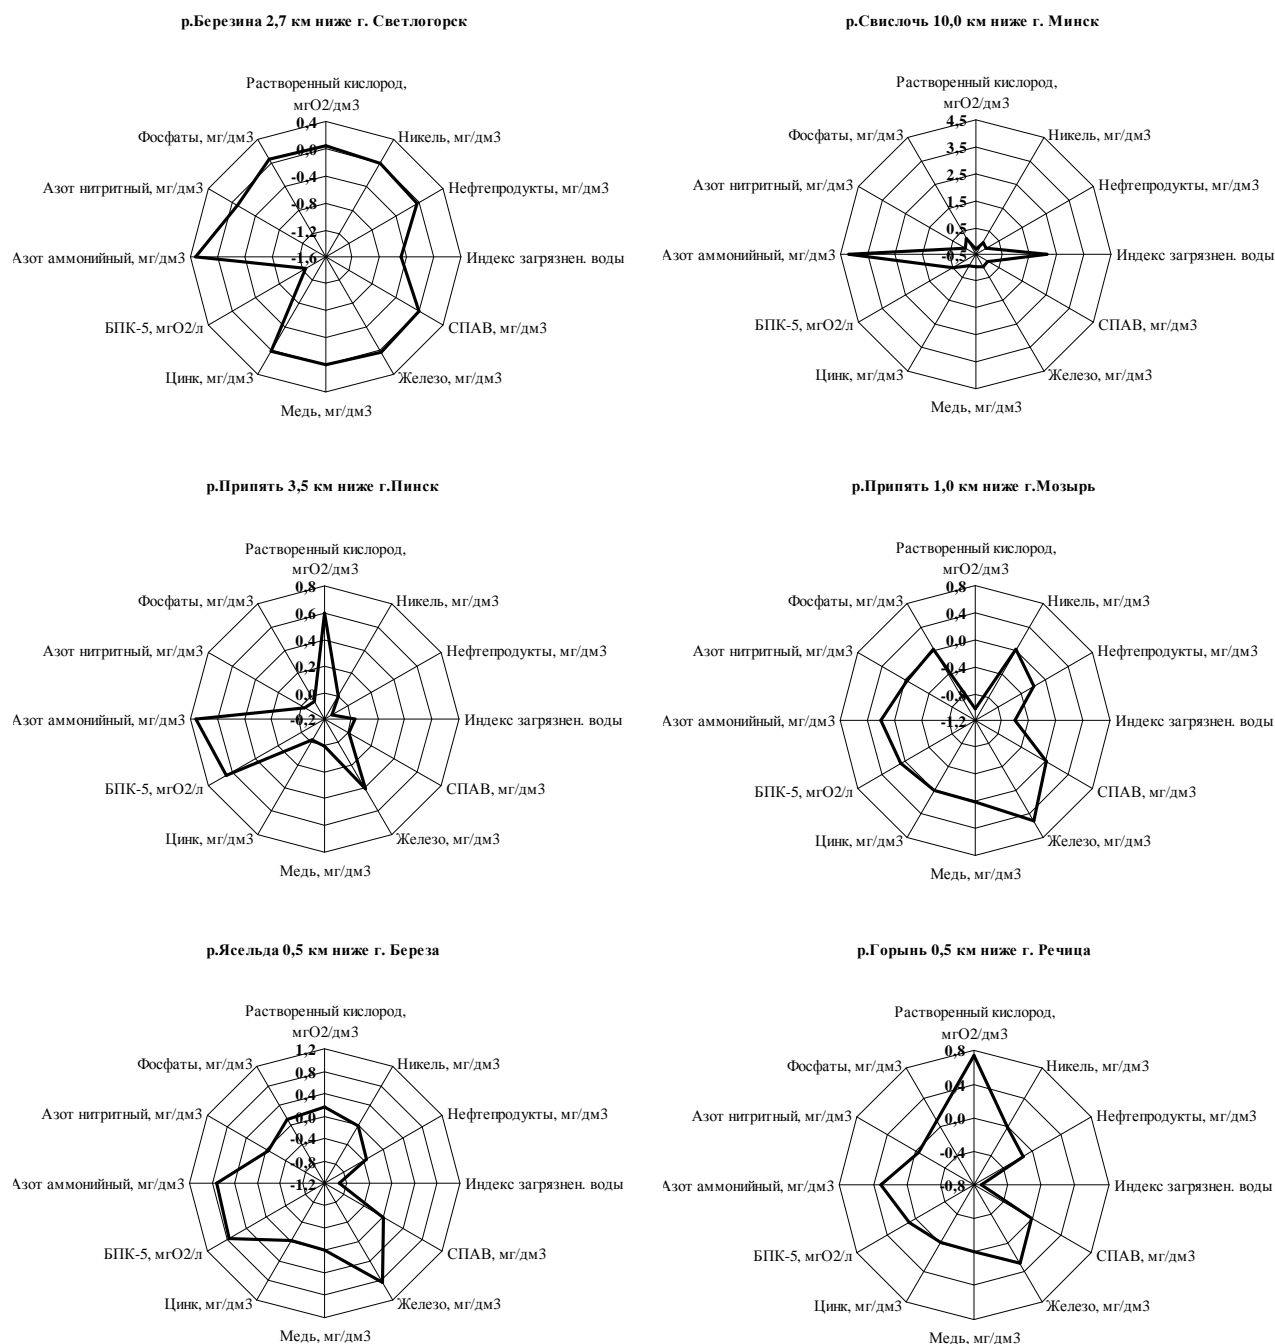 р.Березина 2,7 км ниже г. Светлогорск
Растворенный кислород,
мгО2/дм3
0,4
Фосфаты, мг/дм3
Никель, мг/дм3
0,0
-0,4
Азот нитритный, мг/дм3
Нефтепродукты, мг/дм3
-0,8
-1,2
Азот аммонийный, мг/дм3
-1,6
Индекс загрязнен. воды
БПК-5, мгО2/л
СПАВ, мг/дм3
Цинк, мг/дм3
Железо, мг/дм3
Медь, мг/дм3
р.Свислочь 10,0 км ниже г. Минск
Растворенный кислород,
мгО2/дм3
4,5
Фосфаты, мг/дм3
Никель, мг/дм3
3,5
2,5
Азот нитритный, мг/дм3
Нефтепродукты, мг/дм3
1,5
0,5
Азот аммонийный, мг/дм3
-0,5
Индекс загрязнен. воды
БПК-5, мгО2/л
СПАВ, мг/дм3
Цинк, мг/дм3
Железо, мг/дм3
Медь, мг/дм3
р.Припять 3,5 км ниже г.Пинск
Растворенный кислород,
мгО2/дм3
0,8
Фосфаты, мг/дм3
Никель, мг/дм3
0,6
0,4
Азот нитритный, мг/дм3
Нефтепродукты, мг/дм3
0,2
0,0
Азот аммонийный, мг/дм3
-0,2
Индекс загрязнен. воды
БПК-5, мгО2/л
СПАВ, мг/дм3
Цинк, мг/дм3
Железо, мг/дм3
Медь, мг/дм3
р.Припять 1,0 км ниже г.Мозырь
Растворенный кислород,
мгО2/дм3
0,8
Фосфаты, мг/дм3
Никель, мг/дм3
0,4
0,0
Азот нитритный, мг/дм3
Нефтепродукты, мг/дм3
-0,4
-0,8
Азот аммонийный, мг/дм3
-1,2
Индекс загрязнен. воды
БПК-5, мгО2/л
СПАВ, мг/дм3
Цинк, мг/дм3
Железо, мг/дм3
Медь, мг/дм3
р.Ясельда 0,5 км ниже г. Береза
Растворенный кислород,
мгО2/дм3
1,2
Фосфаты, мг/дм3
Никель, мг/дм3
0,8
0,4
Азот нитритный, мг/дм3
Нефтепродукты, мг/дм3
0,0
-0,4
-0,8
Азот аммонийный, мг/дм3
-1,2
Индекс загрязнен. воды
БПК-5, мгО2/л
СПАВ, мг/дм3
Цинк, мг/дм3
Железо, мг/дм3
Медь, мг/дм3
р.Горынь 0,5 км ниже г. Речица
Растворенный кислород,
мгО2/дм3
0,8
Фосфаты, мг/дм3
Никель, мг/дм3
0,4
Азот нитритный, мг/дм3
Нефтепродукты, мг/дм3
0,0
-0,4
Азот аммонийный, мг/дм3
-0,8
Индекс загрязнен. воды
БПК-5, мгО2/л
СПАВ, мг/дм3
Цинк, мг/дм3
Железо, мг/дм3
Медь, мг/дм3